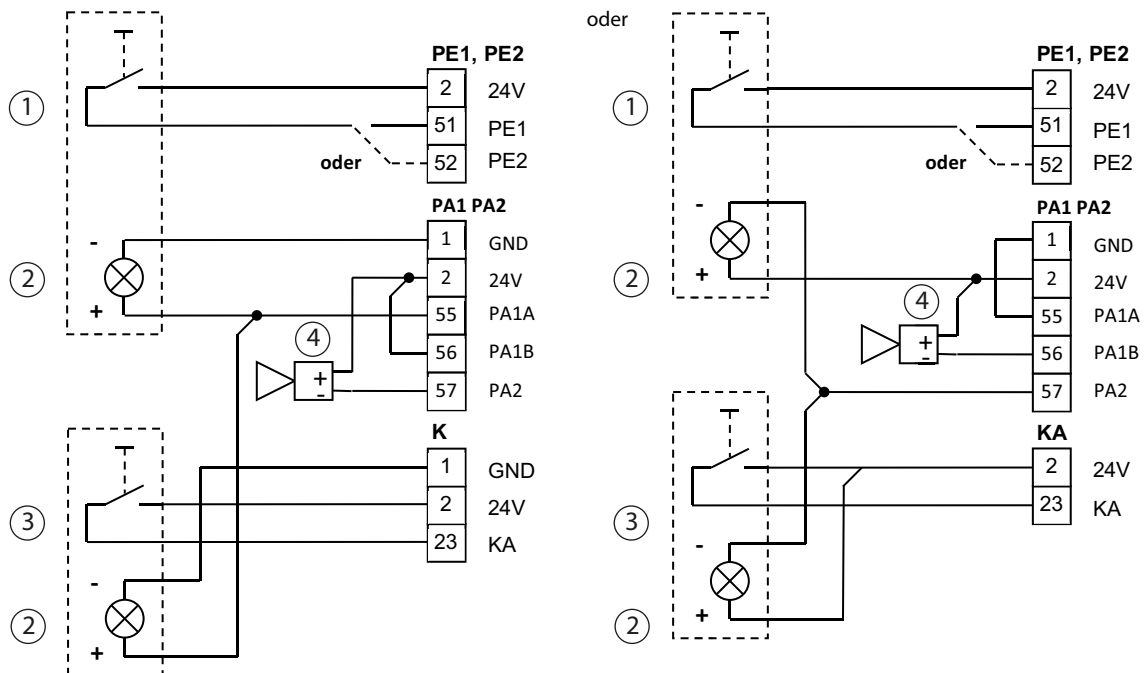 PE1, PE2
1
2
24V
51
PE1
oder
52
PE2
PA1 PA2
-
1
GND
2
2
24V
+
55
PA1A
4
56
PA1B
+
-
57
PA2
K
1
GND
2
24V
3
23
KA
-
2
+
oder
PE1, PE2
1
2
24V
51
PE1
oder
52
PE2
PA1 PA2
-
1
GND
2
+
2
24V
4
55
PA1A
+
-
56
PA1B
57
PA2
KA
2
24V
3
23
KA
-
2
+